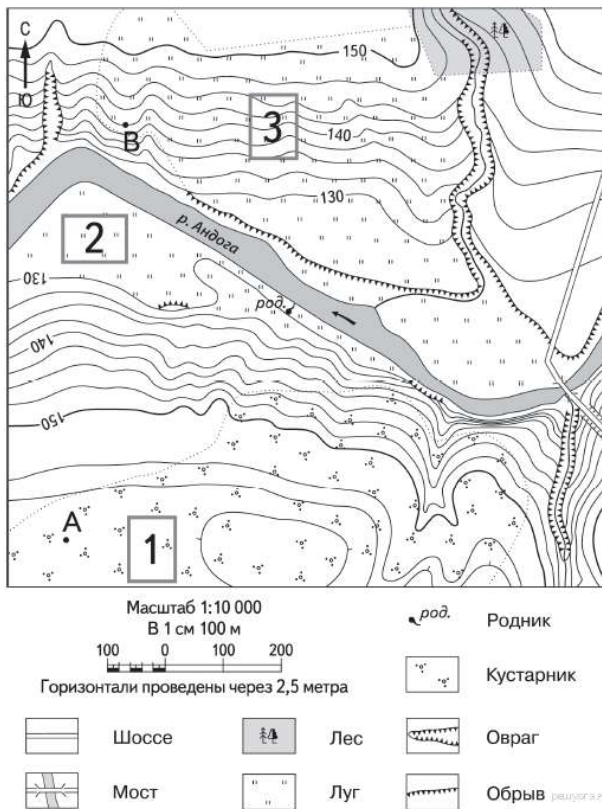 С
150
Ю
В
3
140
130
2
р. Андога
130
род.
140
150
А
1
Масштаб 1:10 000
В 1 см 100 м
100 0 100 200
Горизонтали проведены через 2,5 метра
род. Родник
Кустарник
Шоссе
Лес
Овраг
Мост
Луг
Обрыв